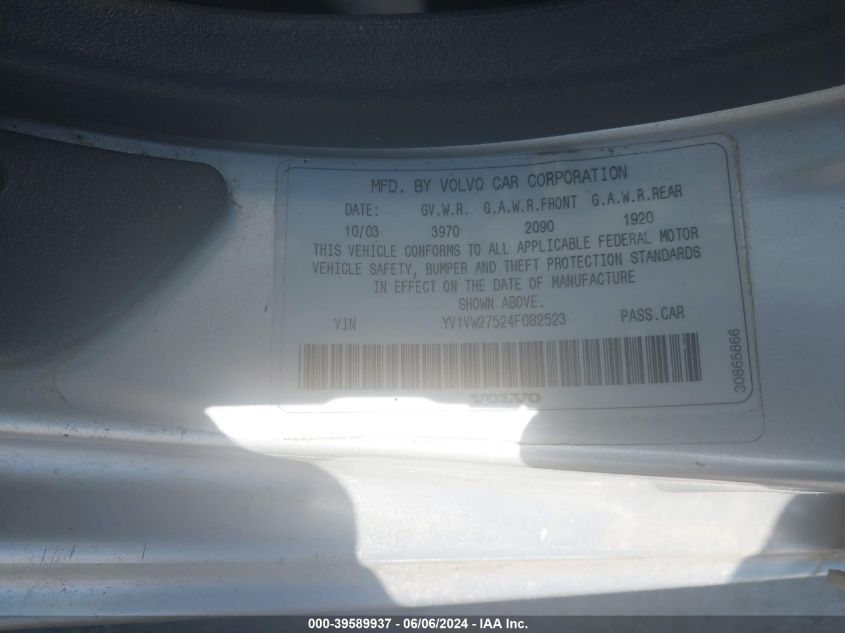 MFD. BY VOLVO CAR CORPORATION
DATE: GV.W.R. G.A.W.R.FRONT G.A.W.R.REAR
10/03 3970 2090 1920
THIS VEHICLE CONFORMS TO ALL APPLICABLE FEDERAL MOTOR
VEHICLE SAFETY, BUMPER AND THEFT PROTECTION STANDARDS
IN EFFECT ON THE DATE OF MANUFACTURE
SHOWN ABOVE.
VIN YV1VW27524F082523 PASS.CAR
VOLVO
30865866
000-39589937 - 06/06/2024 - IAA Inc.